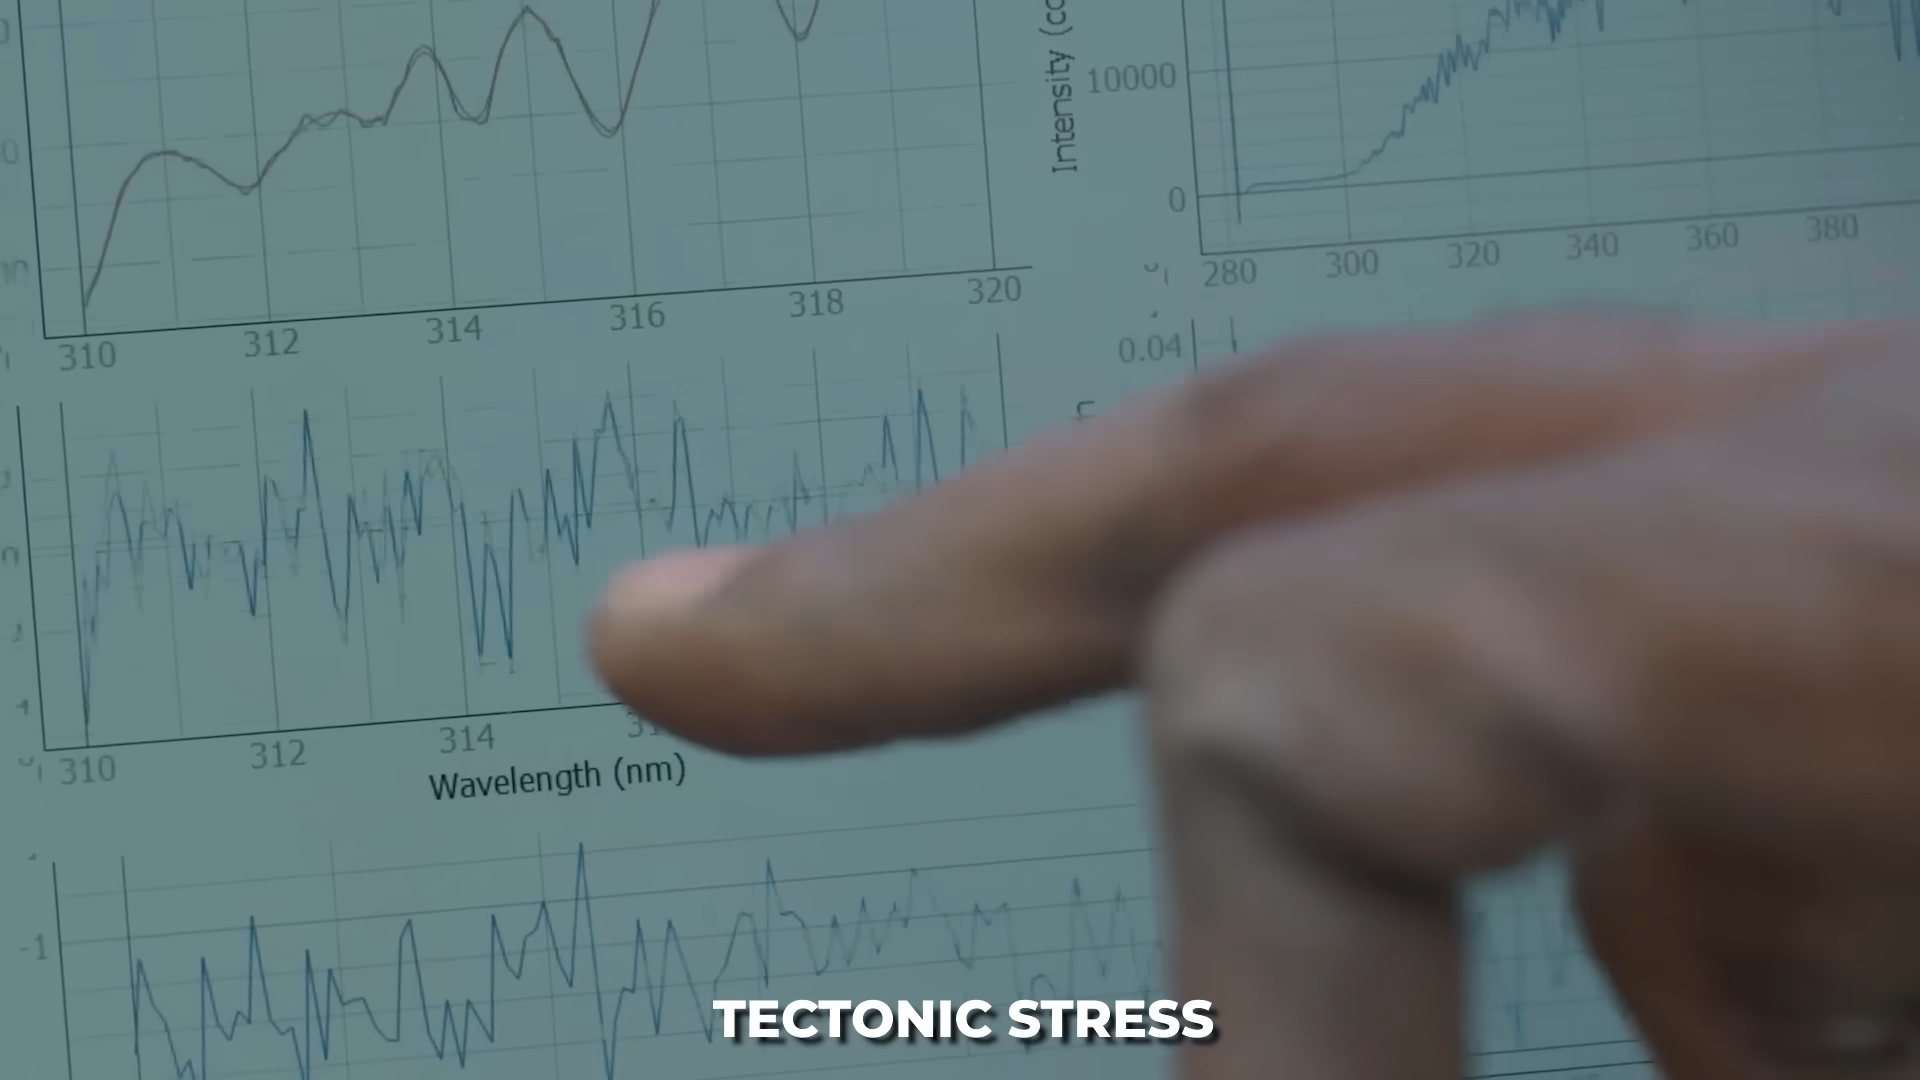 Intensity (co
10000
0
280 300 320 340 360 380
310 312 314 316 318 320
0.04
0
310 312 314
Wavelength (nm)
-1
TECTONIC STRESS